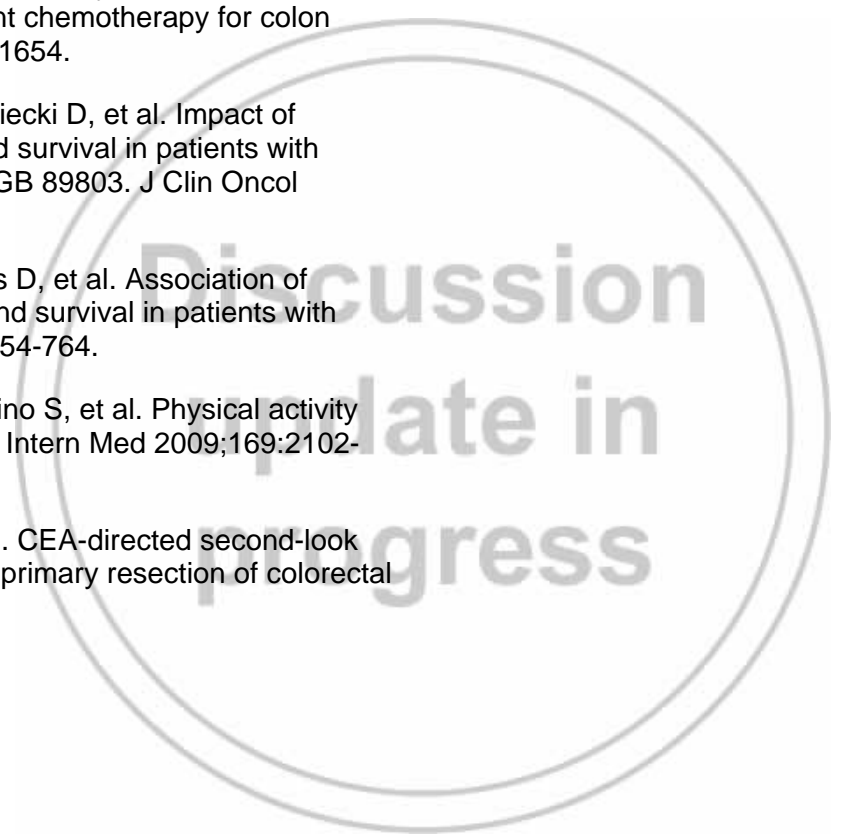 nt chemotherapy for colon
1654.
iecki D, et al. Impact of
d survival in patients with
GB 89803. J Clin Oncol
s D, et al. Association of
nd survival in patients with
54-764.
ino S, et al. Physical activity
Intern Med 2009;169:2102-
. CEA-directed second-look
primary resection of colorectal
Discussion
update in
progress